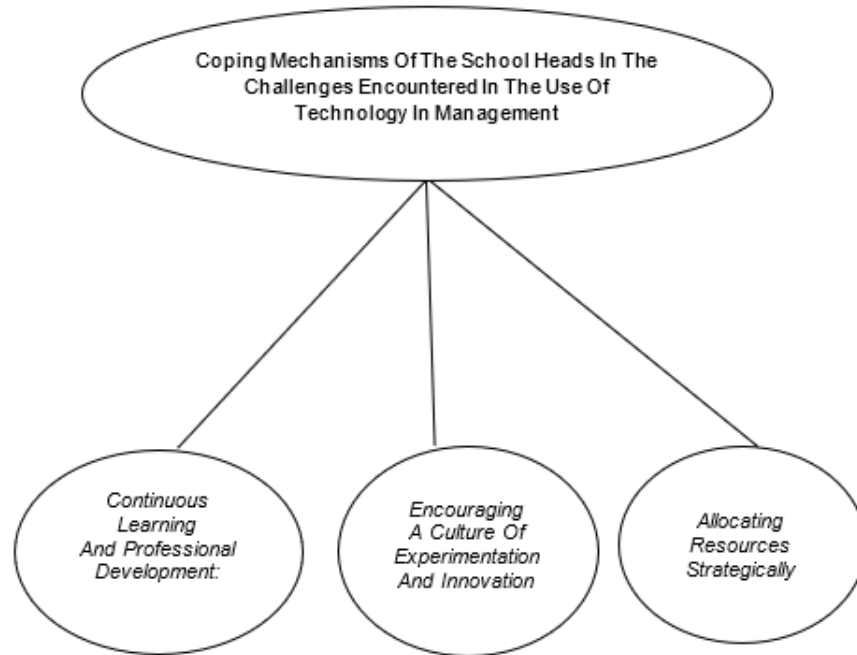 Coping Mechanisms Of The School Heads In The
Challenges Encountered In The Use Of
Technology In Management
Continuous
Learning
And Professional
Development:
Encouraging
A Culture Of
Experimentation
And Innovation
Allocating
Resources
Strategically